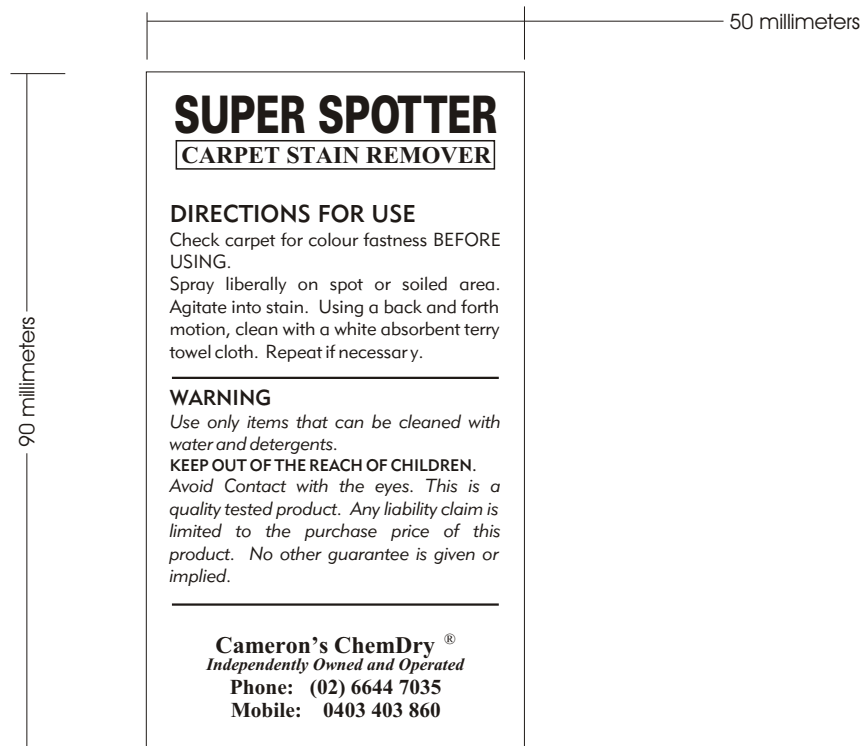 50 millimeters
90 millimeters
SUPER SPOTTER
CARPET STAIN REMOVER
DIRECTIONS FOR USE
Check carpet for colour fastness BEFORE
USING.
Spray liberally on spot or soiled area.
Agitate into stain. Using a back and forth
motion, clean with a white absorbent terry
towel cloth. Repeat if necessary.
WARNING
Use only items that can be cleaned with
water and detergents.
KEEP OUT OF THE REACH OF CHILDREN.
Avoid Contact with the eyes. This is a
quality tested product. Any liability claim is
limited to the purchase price of this
product. No other guarantee is given or
implied.
Cameron's ChemDry ®
Independently Owned and Operated
Phone: (02) 6644 7035
Mobile: 0403 403 860